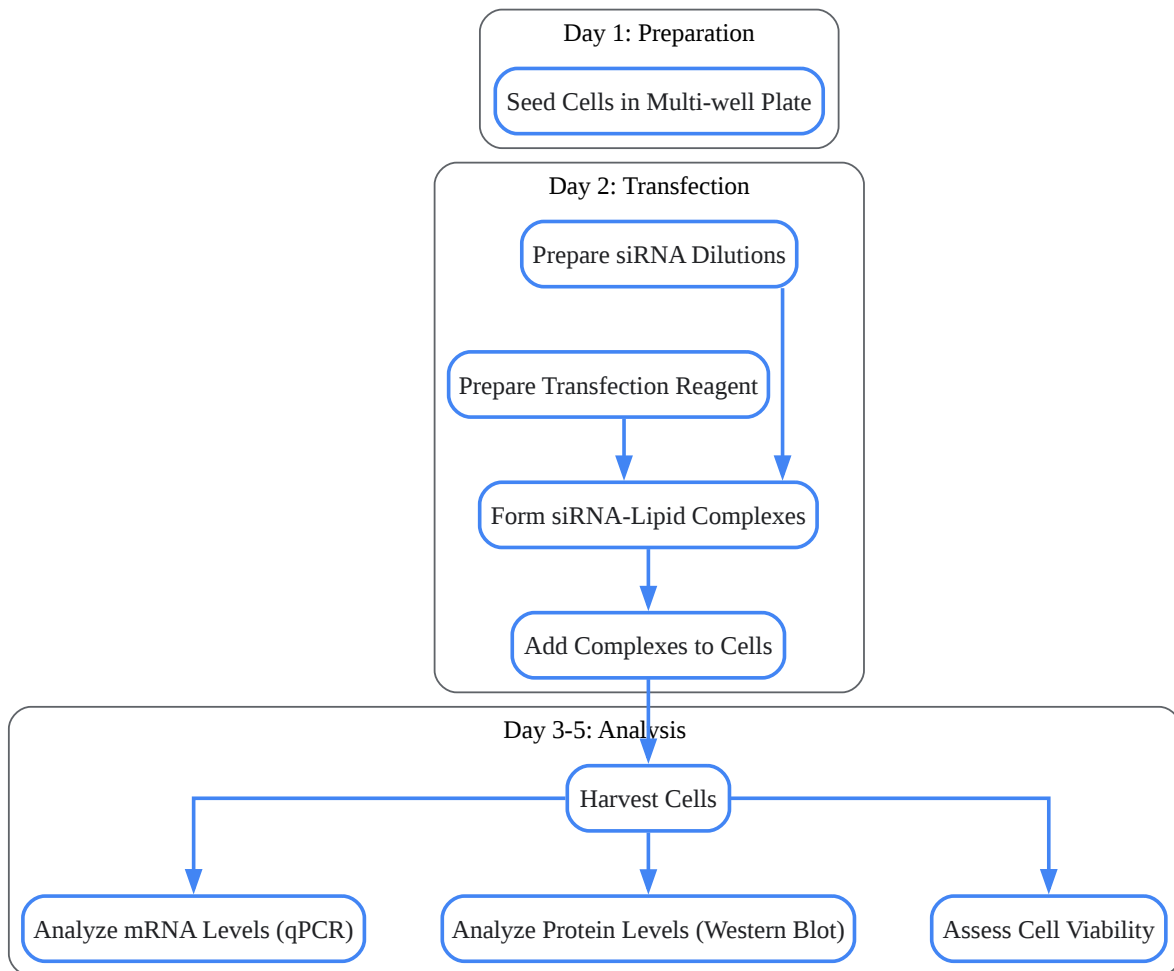 Day 1: Preparation
Seed Cells in Multi-well Plate
Day 2: Transfection
Prepare siRNA Dilutions
Prepare Transfection Reagent
Form siRNA-Lipid Complexes
Add Complexes to Cells
Day 3-5: Analysis
Harvest Cells
Analyze mRNA Levels (qPCR)
Analyze Protein Levels (Western Blot)
Assess Cell Viability